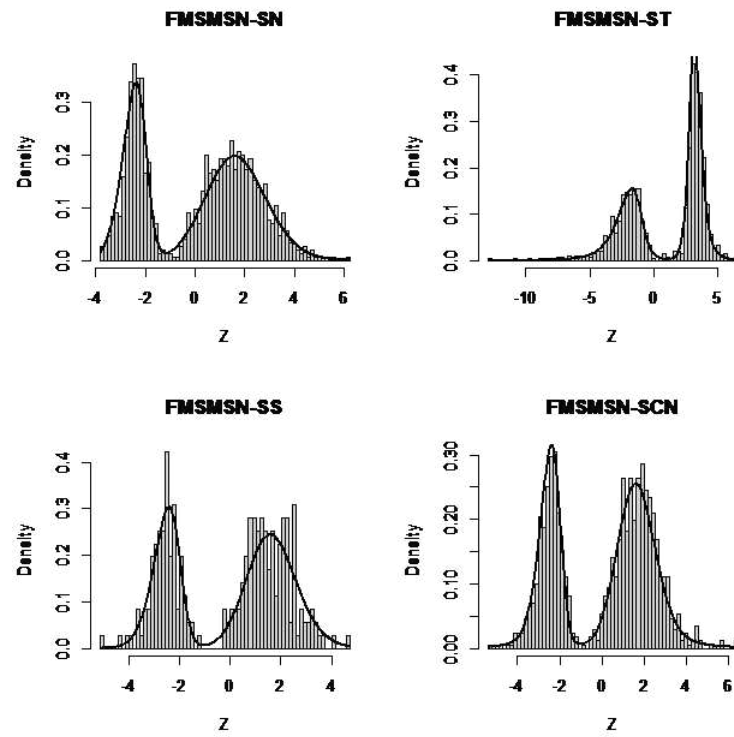 FMSMSN-SN
Density
0.0 0.1 0.2 0.3
-4 -2 0 2 4 6
Z
FMSMSN-ST
Density
0.0 0.1 0.2 0.3 0.4
-10 -5 0 5
Z
FMSMSN-SS
Density
0.0 0.1 0.2 0.3 0.4
-4 -2 0 2 4
Z
FMSMSN-SCN
Density
0.00 0.10 0.20 0.30
-4 -2 0 2 4 6
Z